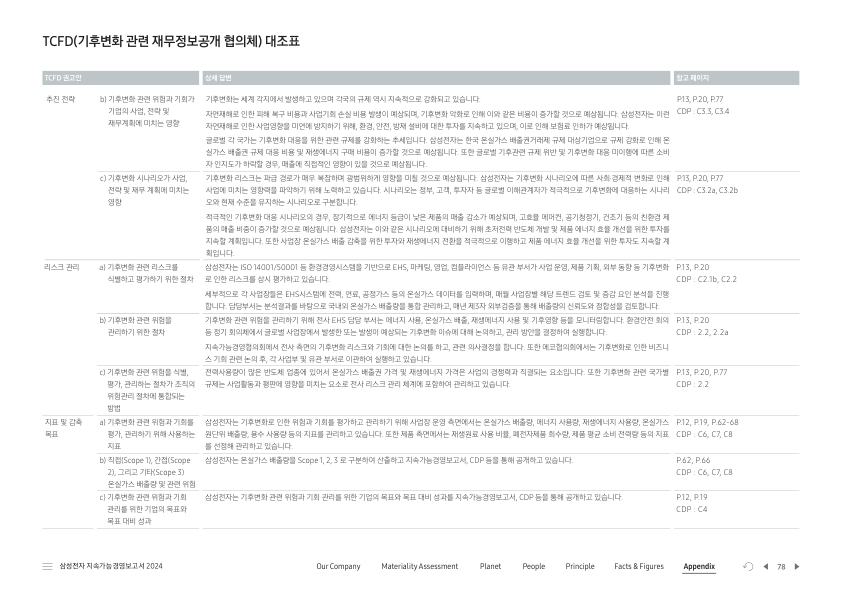 TCFD(기후변화 관련 재무정보공개 협의체) 대조표
TCFD 권고안 상세 답변 참고 페이지
추진 전략
b) 기후변화 관련 위험과 기회가
기업의 사업, 전략 및
재무계획에 미치는 영향
기후변화는 세계 각지에서 발생하고 있으며 각국의 규제 역시 지속적으로 강화되고 있습니다.
자연재해로 인한 피해 복구 비용과 사업기회 손실 비용 발생이 예상되며, 기후변화 악화로 인해 이와 같은 비용이 증가할 것으로 예상됩니다. 삼성전자는 이런
자연재해로 인한 사업영향을 미연에 방지하기 위해, 환경, 안전, 방재 설비에 대한 투자를 지속하고 있으며, 이로 인해 보험료 인하가 예상됩니다.
글로벌 각 국가는 기후변화 대응을 위한 관련 규제를 강화하는 추세입니다. 삼성전자는 한국 온실가스 배출권거래제 규제 대상기업으로 규제 강화로 인해 온
실가스 배출권 규제 대응 비용 및 재생에너지 구매 비용이 증가할 것으로 예상됩니다. 또한 글로벌 기후관련 규제 위반 및 기후변화 대응 미이행에 따른 소비
자 인지도가 하락할 경우, 매출에 직접적인 영향이 있을 것으로 예상됩니다.
P.13, P.20, P.77
CDP : C3.3, C3.4
c) 기후변화 시나리오가 사업,
전략 및 재무 계획에 미치는
영향
기후변화 리스크는 파급 경로가 매우 복잡하며 광범위하게 영향을 미칠 것으로 예상됩니다. 삼성전자는 기후변화 시나리오에 따른 사회·경제적 변화로 인해
사업에 미치는 영향력을 파악하기 위해 노력하고 있습니다. 시나리오는 정부, 고객, 투자자 등 글로벌 이해관계자가 적극적으로 기후변화에 대응하는 시나리
오와 현재 수준을 유지하는 시나리오로 구분합니다.
적극적인 기후변화 대응 시나리오의 경우, 장기적으로 에너지 등급이 낮은 제품의 매출 감소가 예상되며, 고효율 에어컨, 공기청정기, 건조기 등의 친환경 제
품의 매출 비중이 증가할 것으로 예상됩니다. 삼성전자는 이와 같은 시나리오에 대비하기 위해 초저전력 반도체 개발 및 제품 에너지 효율 개선을 위한 투자를
지속할 계획입니다. 또한 사업장 온실가스 배출 감축을 위한 투자와 재생에너지 전환을 적극적으로 이행하고 제품 에너지 효율 개선을 위한 투자도 지속할 계
획입니다.
P.13, P.20, P.77
CDP : C3.2a, C3.2b
리스크 관리
a) 기후변화 관련 리스크를
식별하고 평가하기 위한 절차
삼성전자는 ISO 14001/50001 등 환경경영시스템을 기반으로 EHS, 마케팅, 영업, 컴플라이언스 등 유관 부서가 사업 운영, 제품 기획, 외부 동향 등 기후변화
로 인한 리스크를 상시 평가하고 있습니다.
세부적으로 각 사업장들은 EHS시스템에 전력, 연료, 공정가스 등의 온실가스 데이터를 입력하며, 매월 사업장별 해당 트렌드 검토 및 증감 요인 분석을 진행
합니다. 담당부서는 분석결과를 바탕으로 국내외 온실가스 배출량을 통합 관리하고, 매년 제3자 외부검증을 통해 배출량의 신뢰도와 정합성을 검토합니다.
P.13, P.20
CDP : C2.1b, C2.2
b) 기후변화 관련 위험을
관리하기 위한 절차
기후변화 관련 위험을 관리하기 위해 전사 EHS 담당 부서는 에너지 사용, 온실가스 배출, 재생에너지 사용 및 기후영향 등을 모니터링합니다. 환경안전 회의
등 정기 회의체에서 글로벌 사업장에서 발생한 또는 발생이 예상되는 기후변화 이슈에 대해 논의하고, 관리 방안을 결정하여 실행합니다.
지속가능경영협의회에서 전사 측면의 기후변화 리스크와 기회에 대한 논의를 하고, 관련 의사결정을 합니다. 또한 에코협의회에서는 기후변화로 인한 비즈니
스 기회 관련 논의 후, 각 사업부 및 유관 부서로 이관하여 실행하고 있습니다.
P.13, P.20
CDP : 2.2, 2.2a
c) 기후변화 관련 위험을 식별,
평가, 관리하는 절차가 조직의
위험관리 절차에 통합되는
방법
전력사용량이 많은 반도체 업종에 있어서 온실가스 배출권 가격 및 재생에너지 가격은 사업의 경쟁력과 직결되는 요소입니다. 또한 기후변화 관련 국가별
규제는 사업활동과 평판에 영향을 미치는 요소로 전사 리스크 관리 체계에 포함하여 관리하고 있습니다.
P.13, P.20, P.77
CDP : 2.2
지표 및 감축
목표
a) 기후변화 관련 위험과 기회를
평가, 관리하기 위해 사용하는
지표
삼성전자는 기후변화로 인한 위험과 기회를 평가하고 관리하기 위해 사업장 운영 측면에서는 온실가스 배출량, 에너지 사용량, 재생에너지 사용량, 온실가스
원단위 배출량, 용수 사용량 등의 지표를 관리하고 있습니다. 또한 제품 측면에서는 재생원료 사용 비율, 폐전자제품 회수량, 제품 평균 소비 전력량 등의 지표
를 선정해 관리하고 있습니다.
P.12, P.19, P.62-68
CDP : C6, C7, C8
b) 직접(Scope 1), 간접(Scope
2), 그리고 기타(Scope 3)
온실가스 배출량 및 관련 위험
삼성전자는 온실가스 배출량을 Scope 1, 2, 3 로 구분하여 산출하고 지속가능경영보고서, CDP 등을 통해 공개하고 있습니다.
P.62, P.66
CDP : C6, C7, C8
c) 기후변화 관련 위험과 기회
관리를 위한 기업의 목표와
목표 대비 성과
삼성전자는 기후변화 관련 위험과 기회 관리를 위한 기업의 목표와 목표 대비 성과를 지속가능경영보고서, CDP 등을 통해 공개하고 있습니다.
P.12, P.19
CDP : C4
삼성전자 지속가능경영보고서 2024 Our Company Materiality Assessment Planet People Principle Facts & Figures Appendix 78